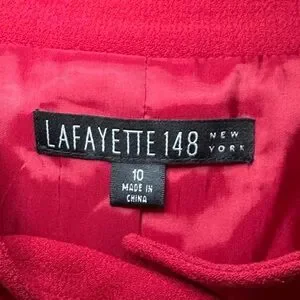 LAFAYETTE 148 NEW YORK
10
MADE IN
CHINA